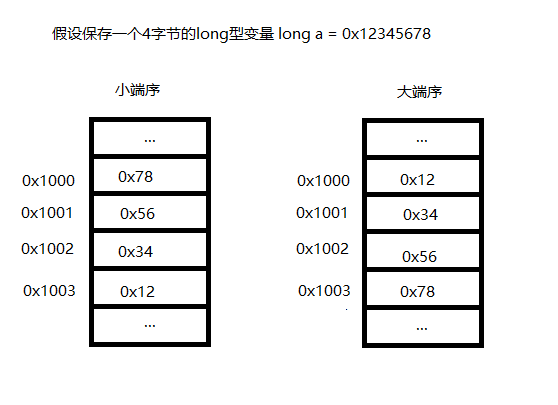 假设保存一个4字节的long型变量 long a = 0x12345678
小端序 大端序
... ...
0x1000 0x78 0x1000 0x12
0x1001 0x56 0x1001 0x34
0x1002 0x34 0x1002 0x56
0x1003 0x12 0x1003 0x78
... ...